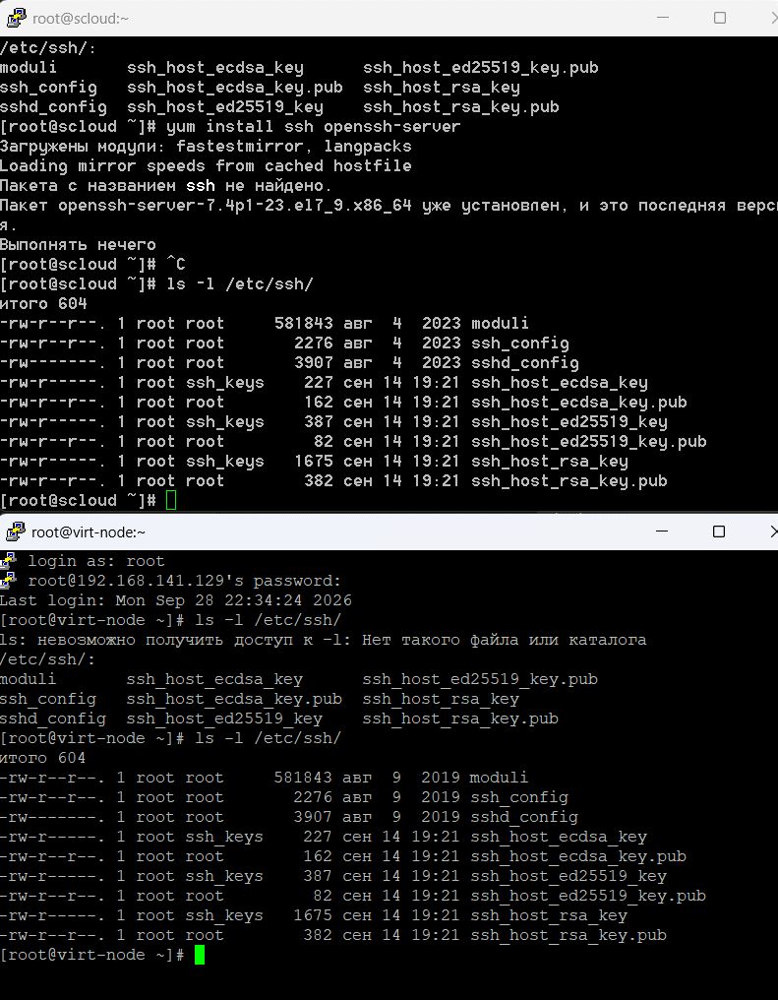 root@scloud:~
/etc/ssh/:
moduli ssh_host_ecdsa_key ssh_host_ed25519_key.pub
ssh_config ssh_host_ecdsa_key.pub ssh_host_rsa_key
sshd_config ssh_host_ed25519_key ssh_host_rsa_key.pub
[root@scloud ~]# yum install ssh openssh-server
Загружены модули: fastestmirror, langpacks
Loading mirror speeds from cached hostfile
Пакета с названием ssh не найдено.
Пакет openssh-server-7.4p1-23.el7_9.x86_64 уже установлен, и это последняя верси
я.
Выполнять нечего
[root@scloud ~]# ^C
[root@scloud ~]# ls -l /etc/ssh/
итого 604
-rw-r--r--. 1 root root 581843 авг 4 2023 moduli
-rw-r--r--. 1 root root 2276 авг 4 2023 ssh_config
-rw-------. 1 root root 3907 авг 4 2023 sshd_config
-rw-r-----. 1 root ssh_keys 227 сен 14 19:21 ssh_host_ecdsa_key
-rw-r--r--. 1 root root 162 сен 14 19:21 ssh_host_ecdsa_key.pub
-rw-r-----. 1 root ssh_keys 387 сен 14 19:21 ssh_host_ed25519_key
-rw-r--r--. 1 root root 82 сен 14 19:21 ssh_host_ed25519_key.pub
-rw-r-----. 1 root ssh_keys 1675 сен 14 19:21 ssh_host_rsa_key
-rw-r--r--. 1 root root 382 сен 14 19:21 ssh_host_rsa_key.pub
[root@scloud ~]#
root@virt-node:~
login as: root
root@192.168.141.129's password:
Last login: Mon Sep 28 22:34:24 2026
[root@virt-node ~]# ls –l /etc/ssh/
ls: невозможно получить доступ к –l: Нет такого файла или каталога
/etc/ssh/:
moduli ssh_host_ecdsa_key ssh_host_ed25519_key.pub
ssh_config ssh_host_ecdsa_key.pub ssh_host_rsa_key
sshd_config ssh_host_ed25519_key ssh_host_rsa_key.pub
[root@virt-node ~]# ls -l /etc/ssh/
итого 604
-rw-r--r--. 1 root root 581843 авг 9 2019 moduli
-rw-r--r--. 1 root root 2276 авг 9 2019 ssh_config
-rw-------. 1 root root 3907 авг 9 2019 sshd_config
-rw-r-----. 1 root ssh_keys 227 сен 14 19:21 ssh_host_ecdsa_key
-rw-r--r--. 1 root root 162 сен 14 19:21 ssh_host_ecdsa_key.pub
-rw-r-----. 1 root ssh_keys 387 сен 14 19:21 ssh_host_ed25519_key
-rw-r--r--. 1 root root 82 сен 14 19:21 ssh_host_ed25519_key.pub
-rw-r-----. 1 root ssh_keys 1675 сен 14 19:21 ssh_host_rsa_key
-rw-r--r--. 1 root root 382 сен 14 19:21 ssh_host_rsa_key.pub
[root@virt-node ~]#